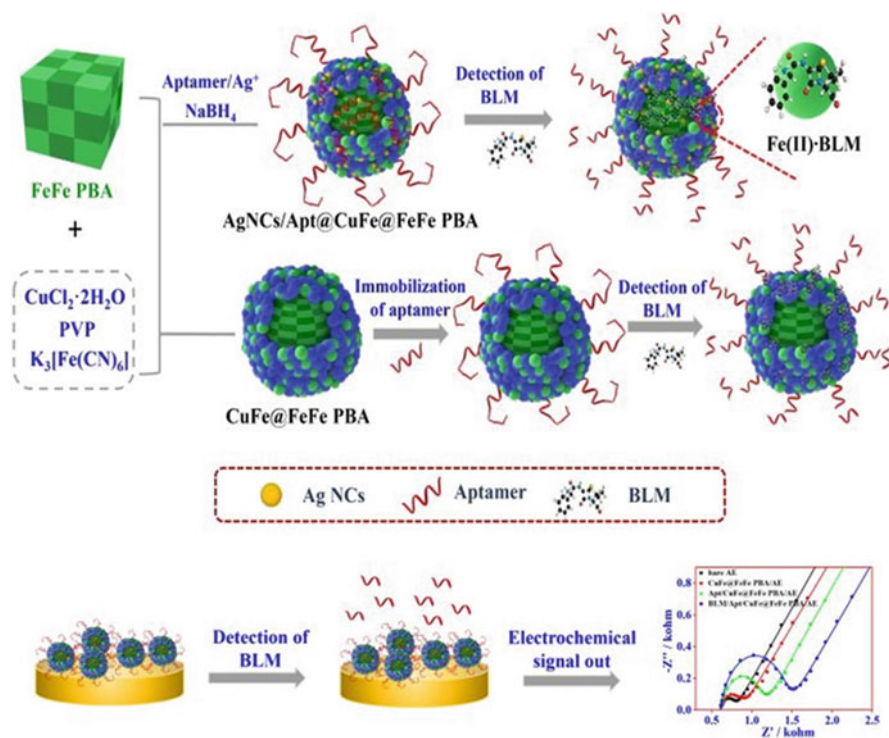 Aptamer/Ag⁺
NaBH₄
Detection of
BLM
Fe(II)·BLM
FeFe PBA
AgNCs/Apt@CuFe@FeFe PBA
+
CuCl₂·2H₂O
PVP
K₃[Fe(CN)₆]
Immobilization
of aptamer
Detection of
BLM
CuFe@FeFe PBA
Ag NCs
Aptamer
BLM
Detection of
BLM
Electrochemical
signal out
bare AE
CuFe@FeFe PBA/AE
Apt/CuFe@FeFe PBA/AE
BLM/Apt/CuFe@FeFe PBA/AE
-Z'' / kohm
0.8
0.6
0.4
0.2
0.0
0.5 1.0 1.5 2.0 2.5
Z' / kohm